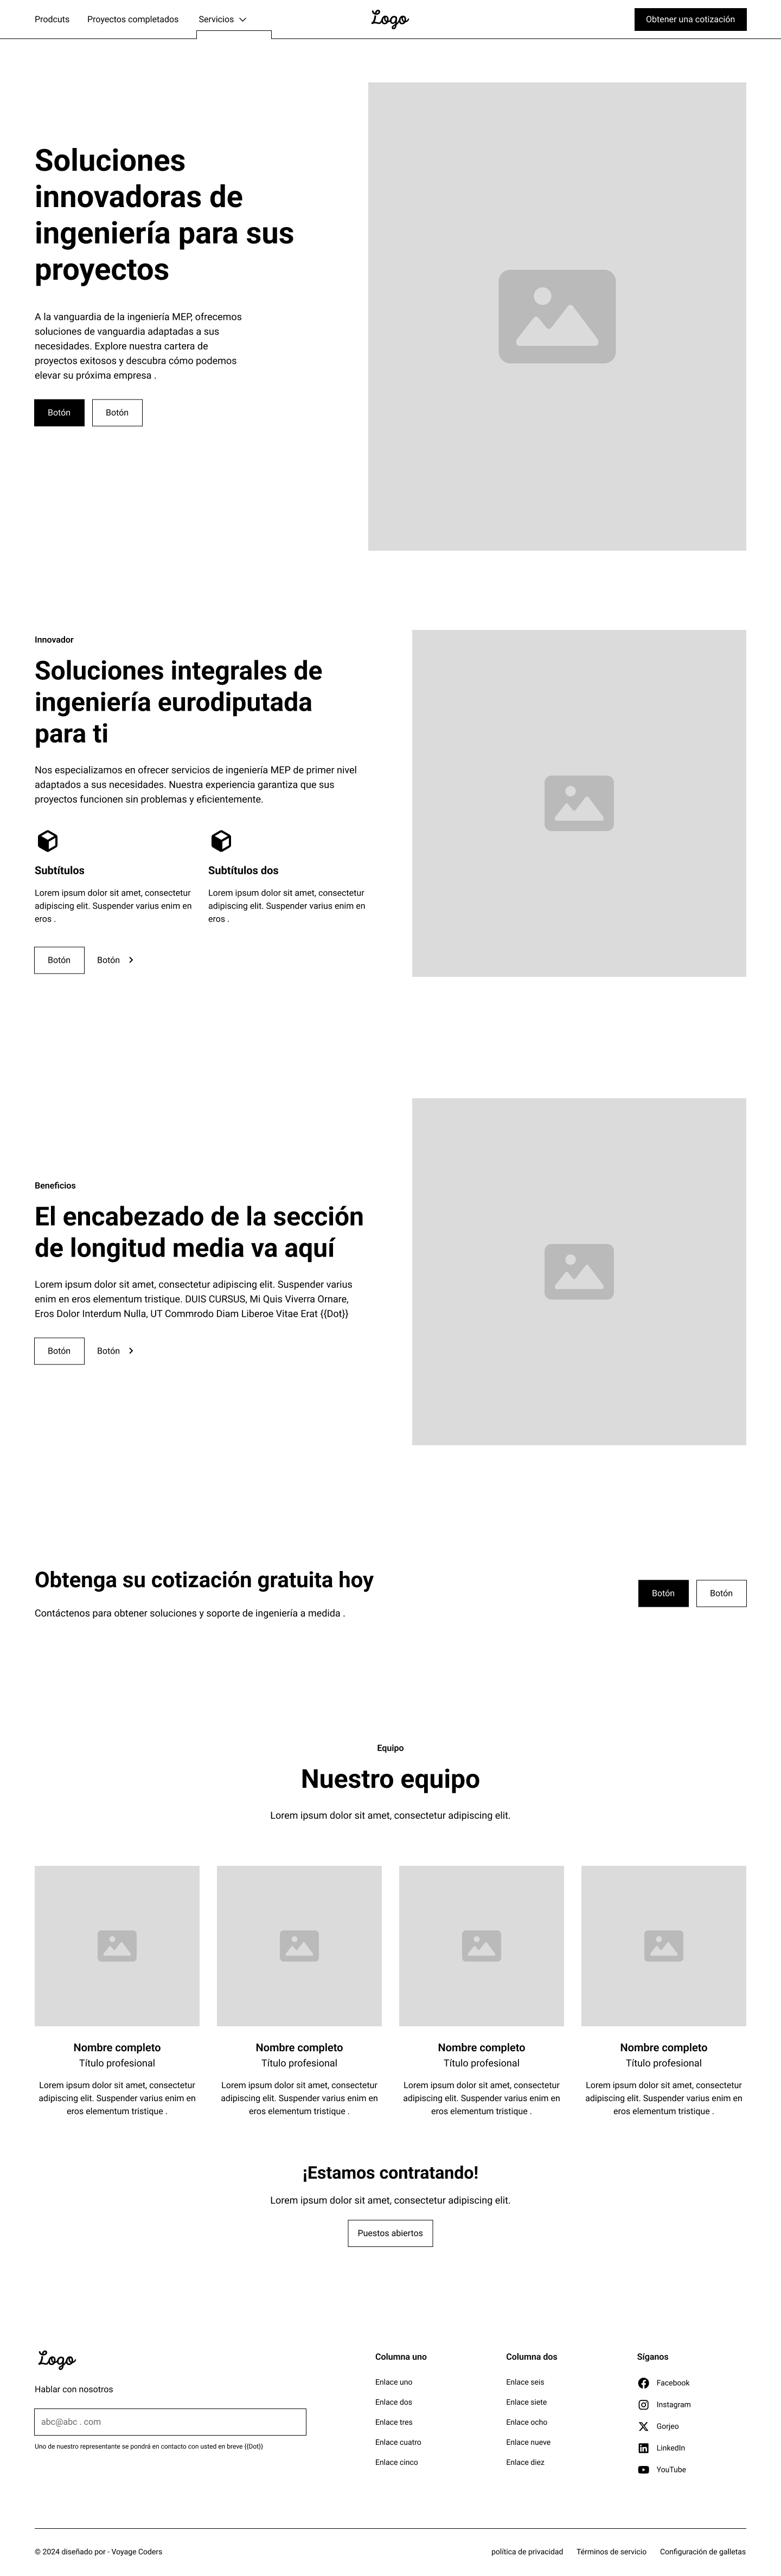 Prodcuts
Proyectos completados
Servicios
Logo
Obtener una cotización
Soluciones
innovadoras de
ingeniería para sus
proyectos
A la vanguardia de la ingeniería MEP, ofrecemos
soluciones de vanguardia adaptadas a sus
necesidades. Explore nuestra cartera de
proyectos exitosos y descubra cómo podemos
elevar su próxima empresa .
Botón
Botón
Innovador
Soluciones integrales de
ingeniería eurodiputada
para ti
Nos especializamos en ofrecer servicios de ingeniería MEP de primer nivel
adaptados a sus necesidades. Nuestra experiencia garantiza que sus
proyectos funcionen sin problemas y eficientemente.
Subtítulos
Lorem ipsum dolor sit amet, consectetur
adipiscing elit. Suspender varius enim en
eros .
Subtítulos dos
Lorem ipsum dolor sit amet, consectetur
adipiscing elit. Suspender varius enim en
eros .
Botón
Botón
Beneficios
El encabezado de la sección
de longitud media va aquí
Lorem ipsum dolor sit amet, consectetur adipiscing elit. Suspender varius
enim en eros elementum tristique. DUIS CURSUS, Mi Quis Viverra Ornare,
Eros Dolor Interdum Nulla, UT Commrodo Diam Liberoe Vitae Erat {{Dot}}
Botón
Botón
Obtenga su cotización gratuita hoy
Contáctenos para obtener soluciones y soporte de ingeniería a medida .
Botón
Botón
Equipo
Nuestro equipo
Lorem ipsum dolor sit amet, consectetur adipiscing elit.
Nombre completo
Título profesional
Lorem ipsum dolor sit amet, consectetur
adipiscing elit. Suspender varius enim en
eros elementum tristique .
Nombre completo
Título profesional
Lorem ipsum dolor sit amet, consectetur
adipiscing elit. Suspender varius enim en
eros elementum tristique .
Nombre completo
Título profesional
Lorem ipsum dolor sit amet, consectetur
adipiscing elit. Suspender varius enim en
eros elementum tristique .
Nombre completo
Título profesional
Lorem ipsum dolor sit amet, consectetur
adipiscing elit. Suspender varius enim en
eros elementum tristique .
¡Estamos contratando!
Lorem ipsum dolor sit amet, consectetur adipiscing elit.
Puestos abiertos
Logo
Hablar con nosotros
abc@abc . com
Uno de nuestro representante se pondrá en contacto con usted en breve {{Dot}}
Columna uno
Enlace uno
Enlace dos
Enlace tres
Enlace cuatro
Enlace cinco
Columna dos
Enlace seis
Enlace siete
Enlace ocho
Enlace nueve
Enlace diez
Síganos
Facebook
Instagram
Gorjeo
LinkedIn
YouTube
© 2024 diseñado por - Voyage Coders
política de privacidad
Términos de servicio
Configuración de galletas